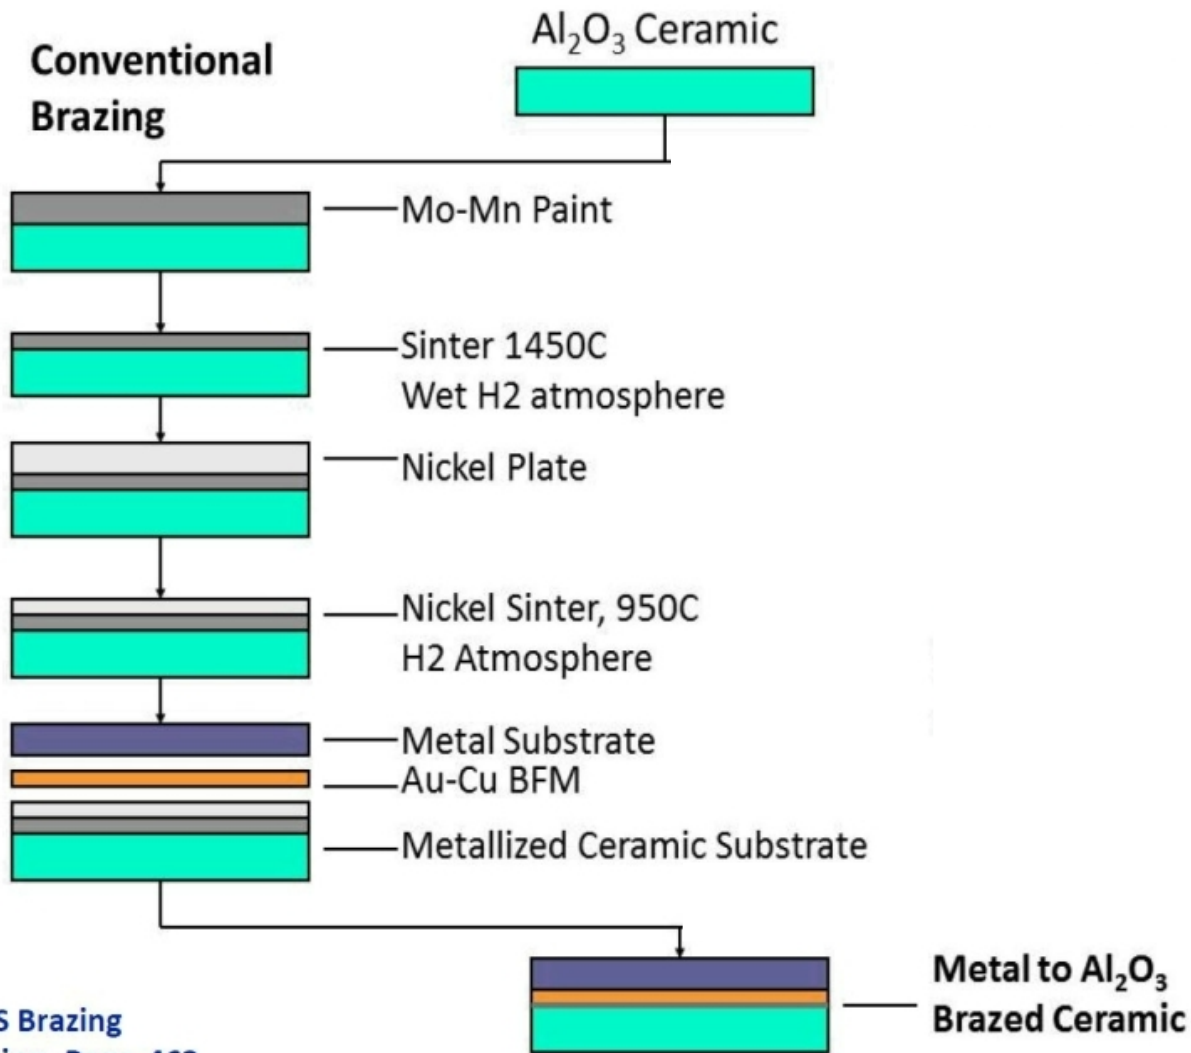 Conventional
Brazing
Al₂O₃ Ceramic
Mo-Mn Paint
Sinter 1450C
Wet H2 atmosphere
Nickel Plate
Nickel Sinter, 950C
H2 Atmosphere
Metal Substrate
Au-Cu BFM
Metallized Ceramic Substrate
Metal to Al₂O₃
Brazed Ceramic
S Brazing